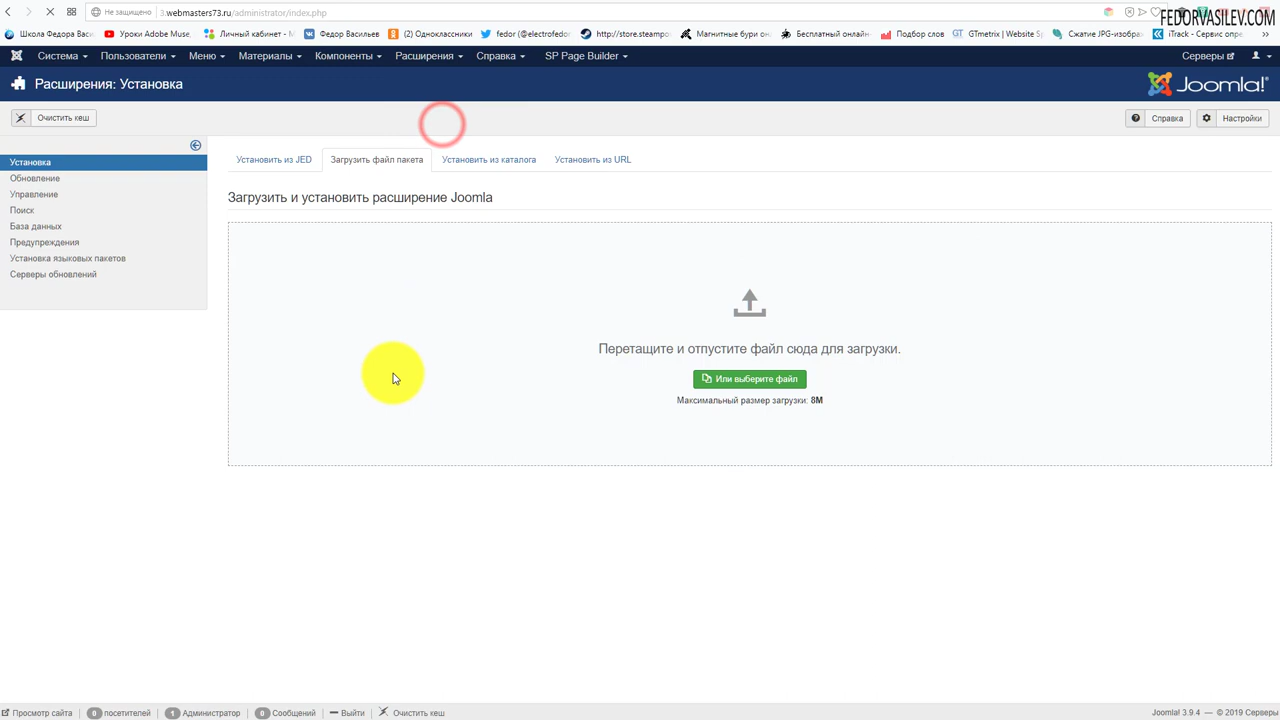 FEDORVASILEV.COM
Не защищено 3.webmasters73.ru/administrator/index.php
Школа Федора Васи Уроки Adobe Muse, Личный кабинет - М Федор Васильев (2) Одноклассники fedor (@electrofedo http://store.steampo Магнитные бури on Бесплатный онлайн Подбор слов GTmetrix | Website Sp Сжатие JPG-изобра iTrack - Сервис опре
Система Пользователи Меню Материалы Компоненты Расширения Справка SP Page Builder Серверы
Расширения: Установка Joomla!
Очистить кеш Справка Настройки
Установить из JED Загрузить файл пакета Установить из каталога Установить из URL
Установка
Обновление
Управление
Поиск
База данных
Предупреждения
Установка языковых пакетов
Серверы обновлений
Загрузить и установить расширение Joomla
Перетащите и отпустите файл сюда для загрузки.
Или выберите файл
Максимальный размер загрузки: 8M
Просмотр сайта 0 посетителей 1 Администратор 0 Сообщений Выйти Очистить кеш Joomla! 3.9.4 — © 2019 Серверы